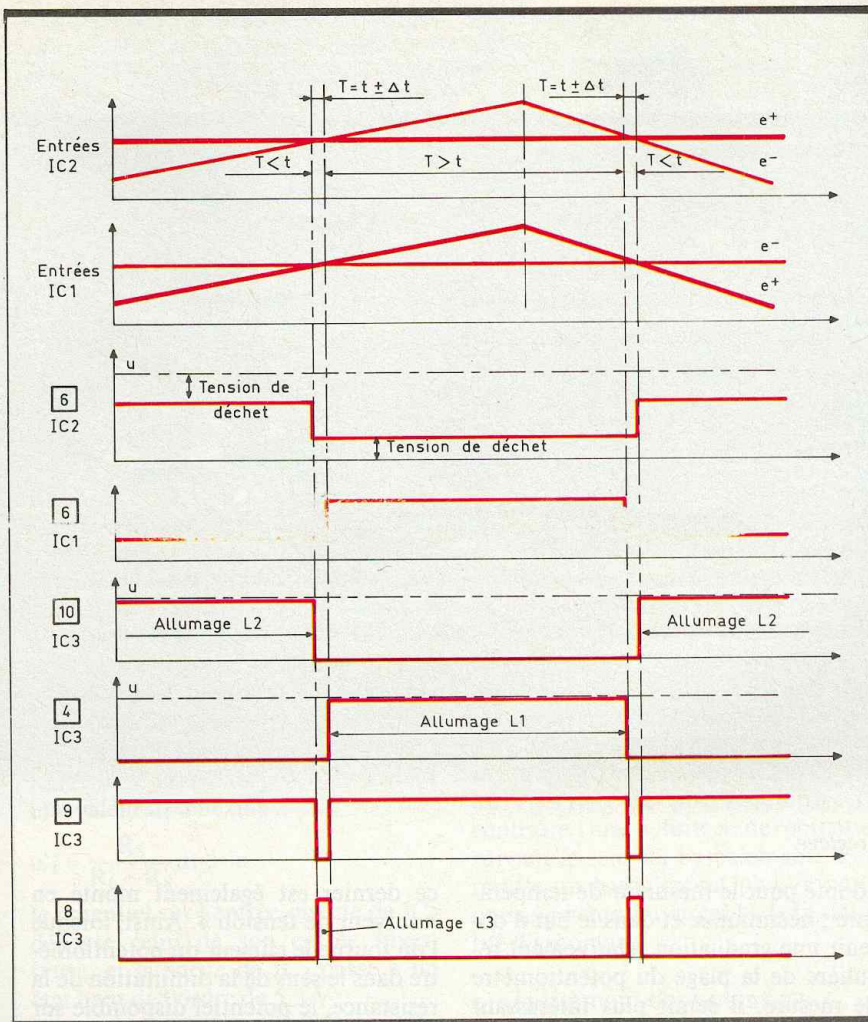 T = t ± Δt
T = t ± Δt
Entrées
IC2
e+
T < t
T > t
T < t
e-
Entrées
IC1
e-
e+
u
6
IC2
Tension de
déchet
Tension de déchet
6
IC1
u
10
IC3
Allumage L2
Allumage L2
4
IC3
Allumage L1
9
IC3
8
IC3
Allumage L3